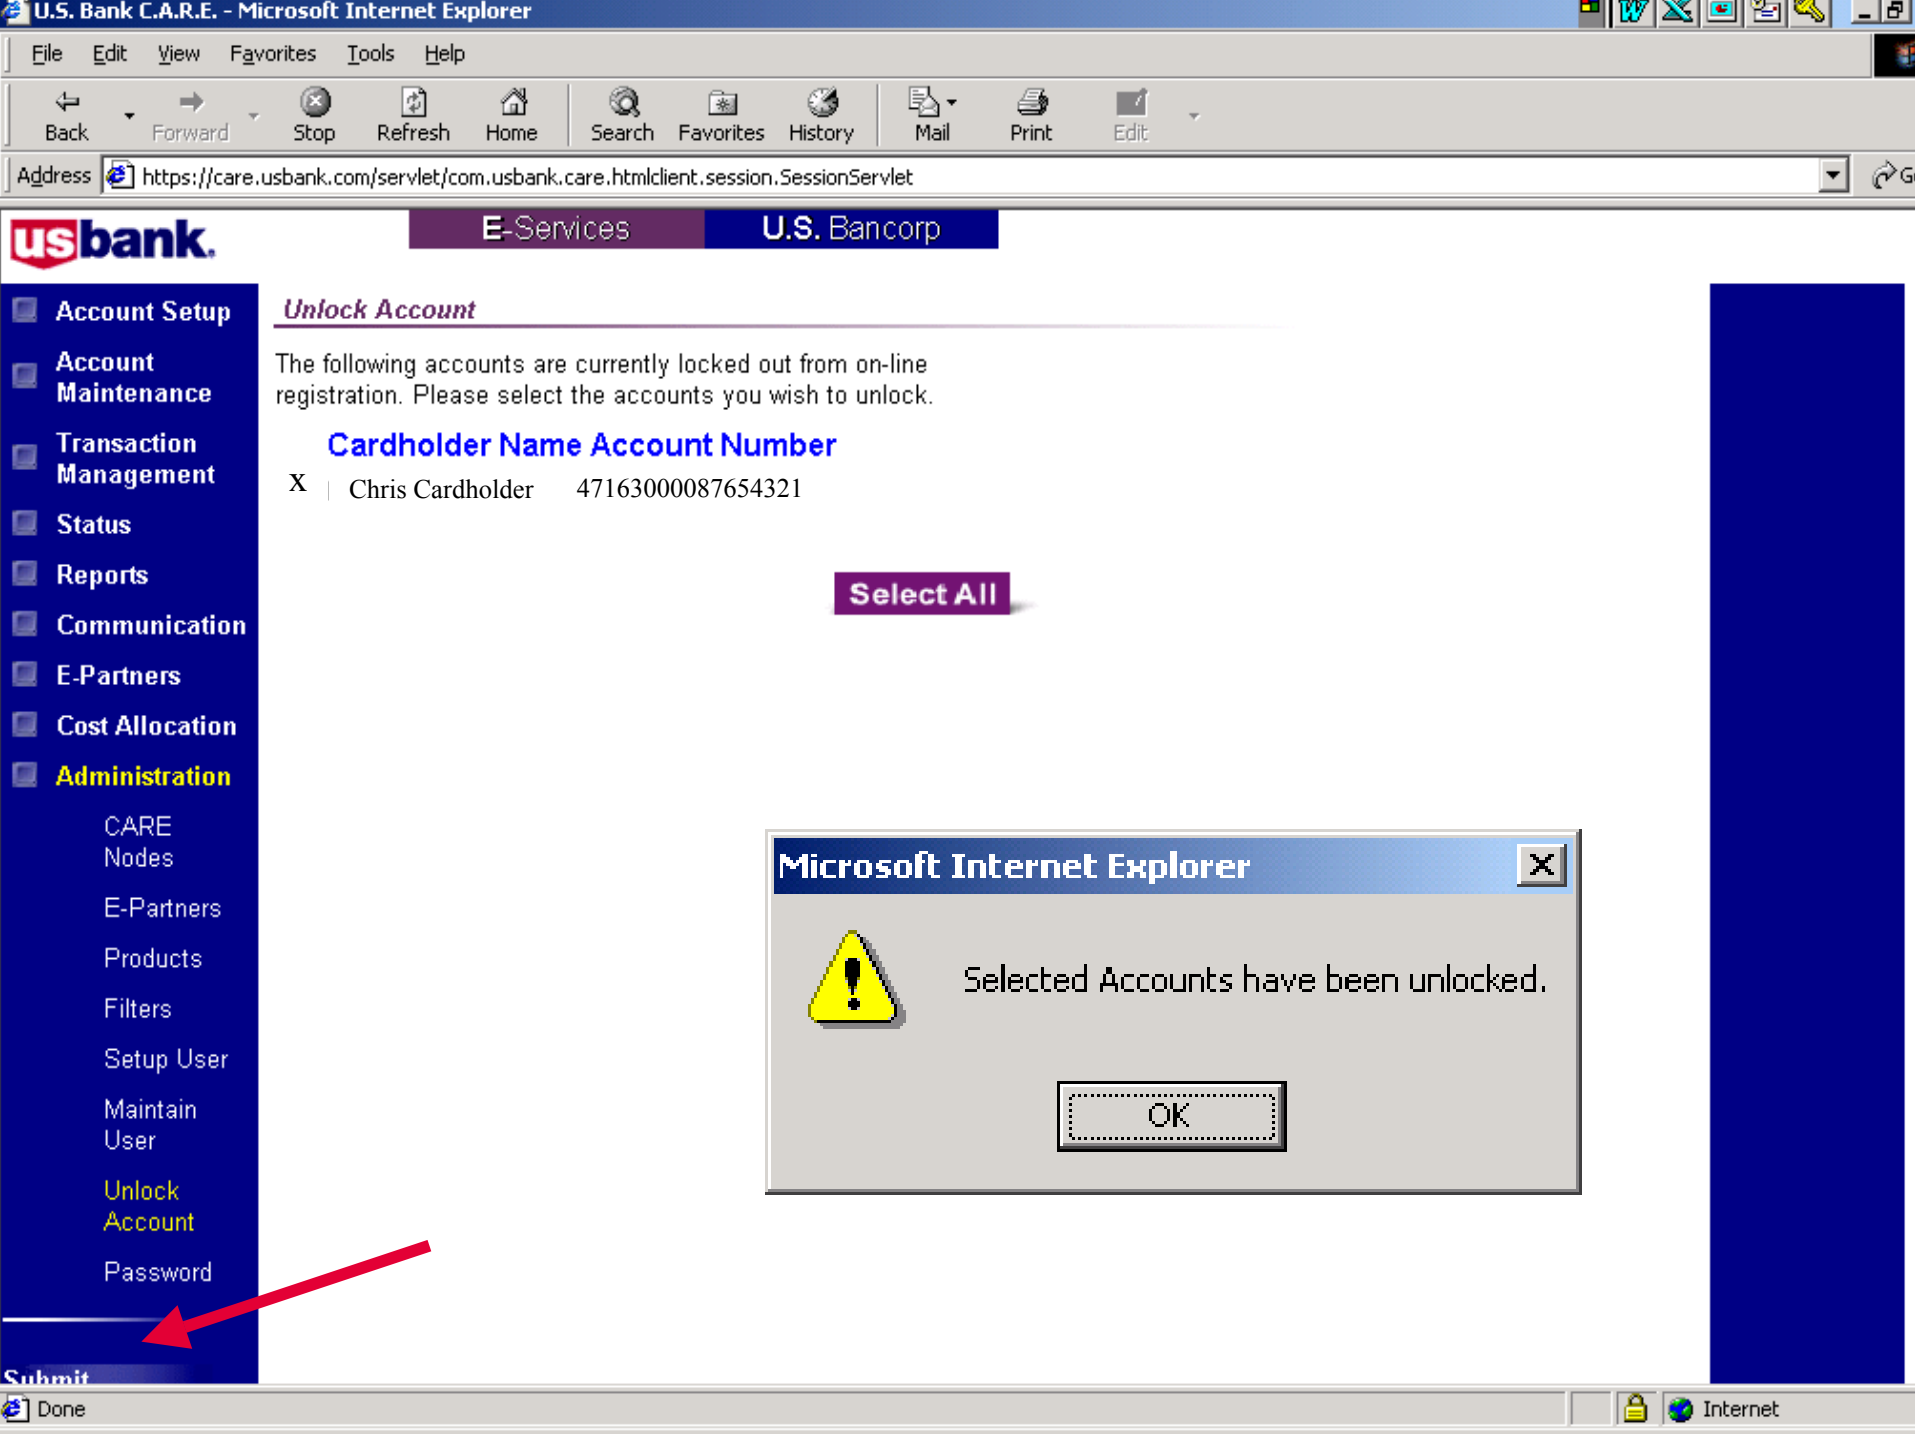 U.S. Bank C.A.R.E. - Microsoft Internet Explorer
File Edit View Favorites Tools Help
Back Forward Stop Refresh Home Search Favorites History Mail Print Edit
Address https://care.usbank.com/servlet/com.usbank.care.htmlclient.session.SessionServlet
usbank.
E-Services U.S. Bancorp
Account Setup
Account
Maintenance
Transaction
Management
Status
Reports
Communication
E-Partners
Cost Allocation
Administration
CARE
Nodes
E-Partners
Products
Filters
Setup User
Maintain
User
Unlock
Account
Password
Submit
Unlock Account
The following accounts are currently locked out from on-line
registration. Please select the accounts you wish to unlock.
Cardholder Name Account Number
x Chris Cardholder 47163000087654321
Select All
Microsoft Internet Explorer
Selected Accounts have been unlocked.
OK
Done
Internet